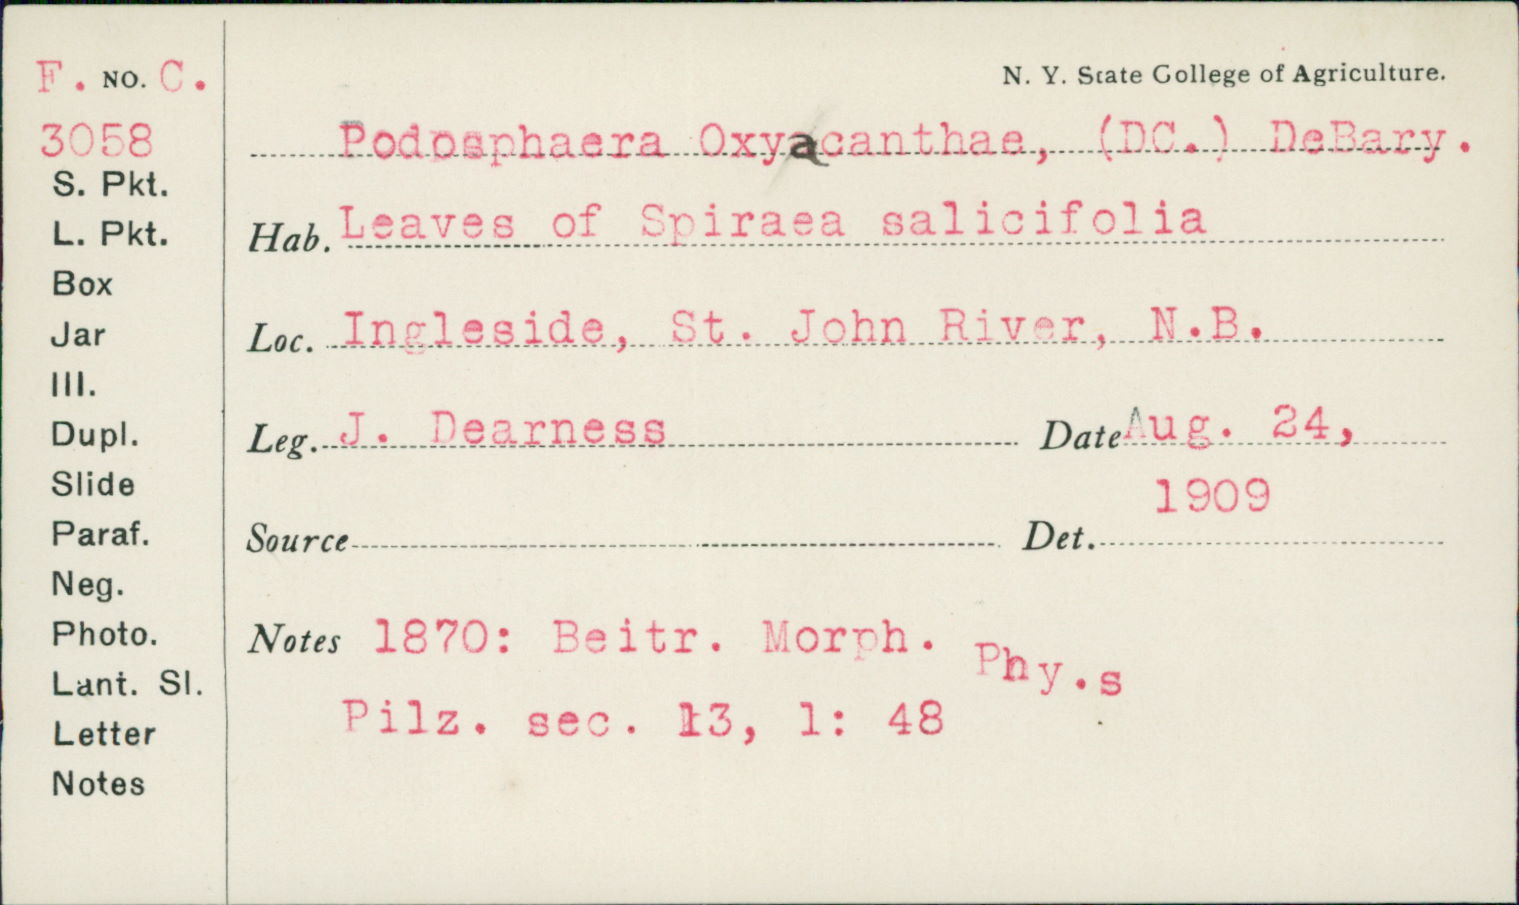 F. NO. C.
3058
S. Pkt.
L. Pkt.
Box
Jar
Ill.
Dupl.
Slide
Paraf.
Neg.
Photo.
Lant. Sl.
Letter
Notes
N. Y. State College of Agriculture.
Podosphaera Oxyacanthae, (DC.) DeBary.
Hab. Leaves of Spiraea salicifolia
Loc. Ingleside, St. John River, N.B.
Leg. J. Dearness Date Aug. 24,
1909
Source Det.
Notes 1870: Beitr. Morph. Phy.s
Pilz. sec. 13, 1: 48